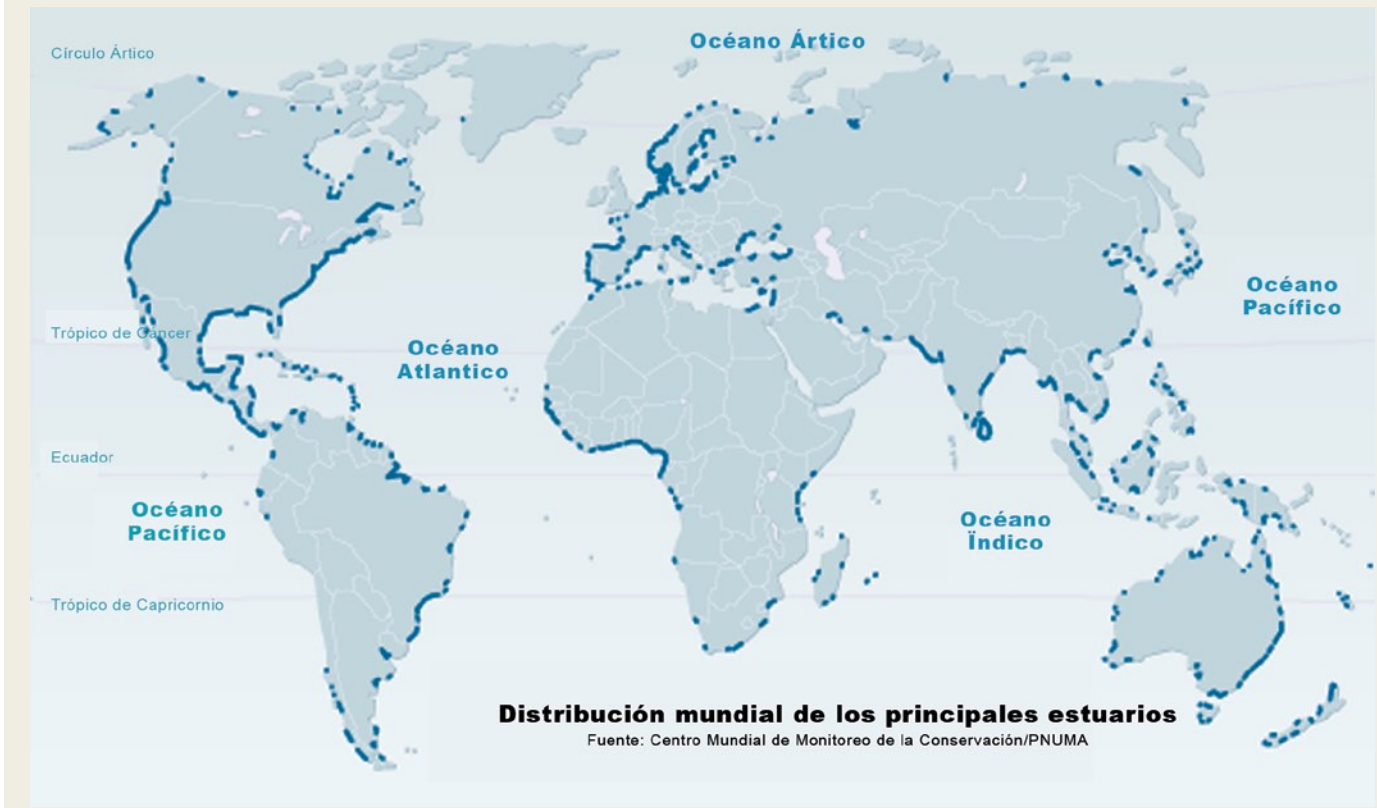 Océano Ártico
Círculo Ártico
Océano
Pacífico
Trópico de Cáncer
Océano
Atlantico
Ecuador
Océano
Pacífico
Océano
Ïndico
Trópico de Capricornio
Distribución mundial de los principales estuarios
Fuente: Centro Mundial de Monitoreo de la Conservación/PNUMA